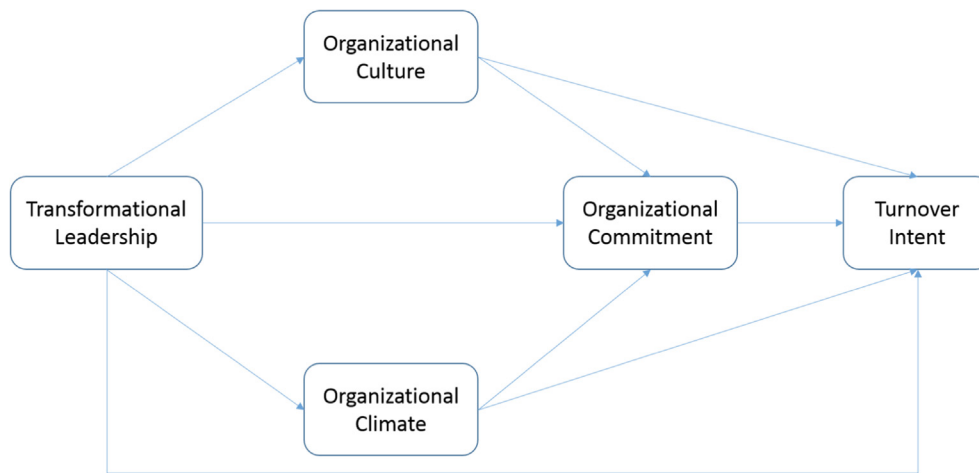 Organizational
Culture
Transformational
Leadership
Organizational
Commitment
Turnover
Intent
Organizational
Climate